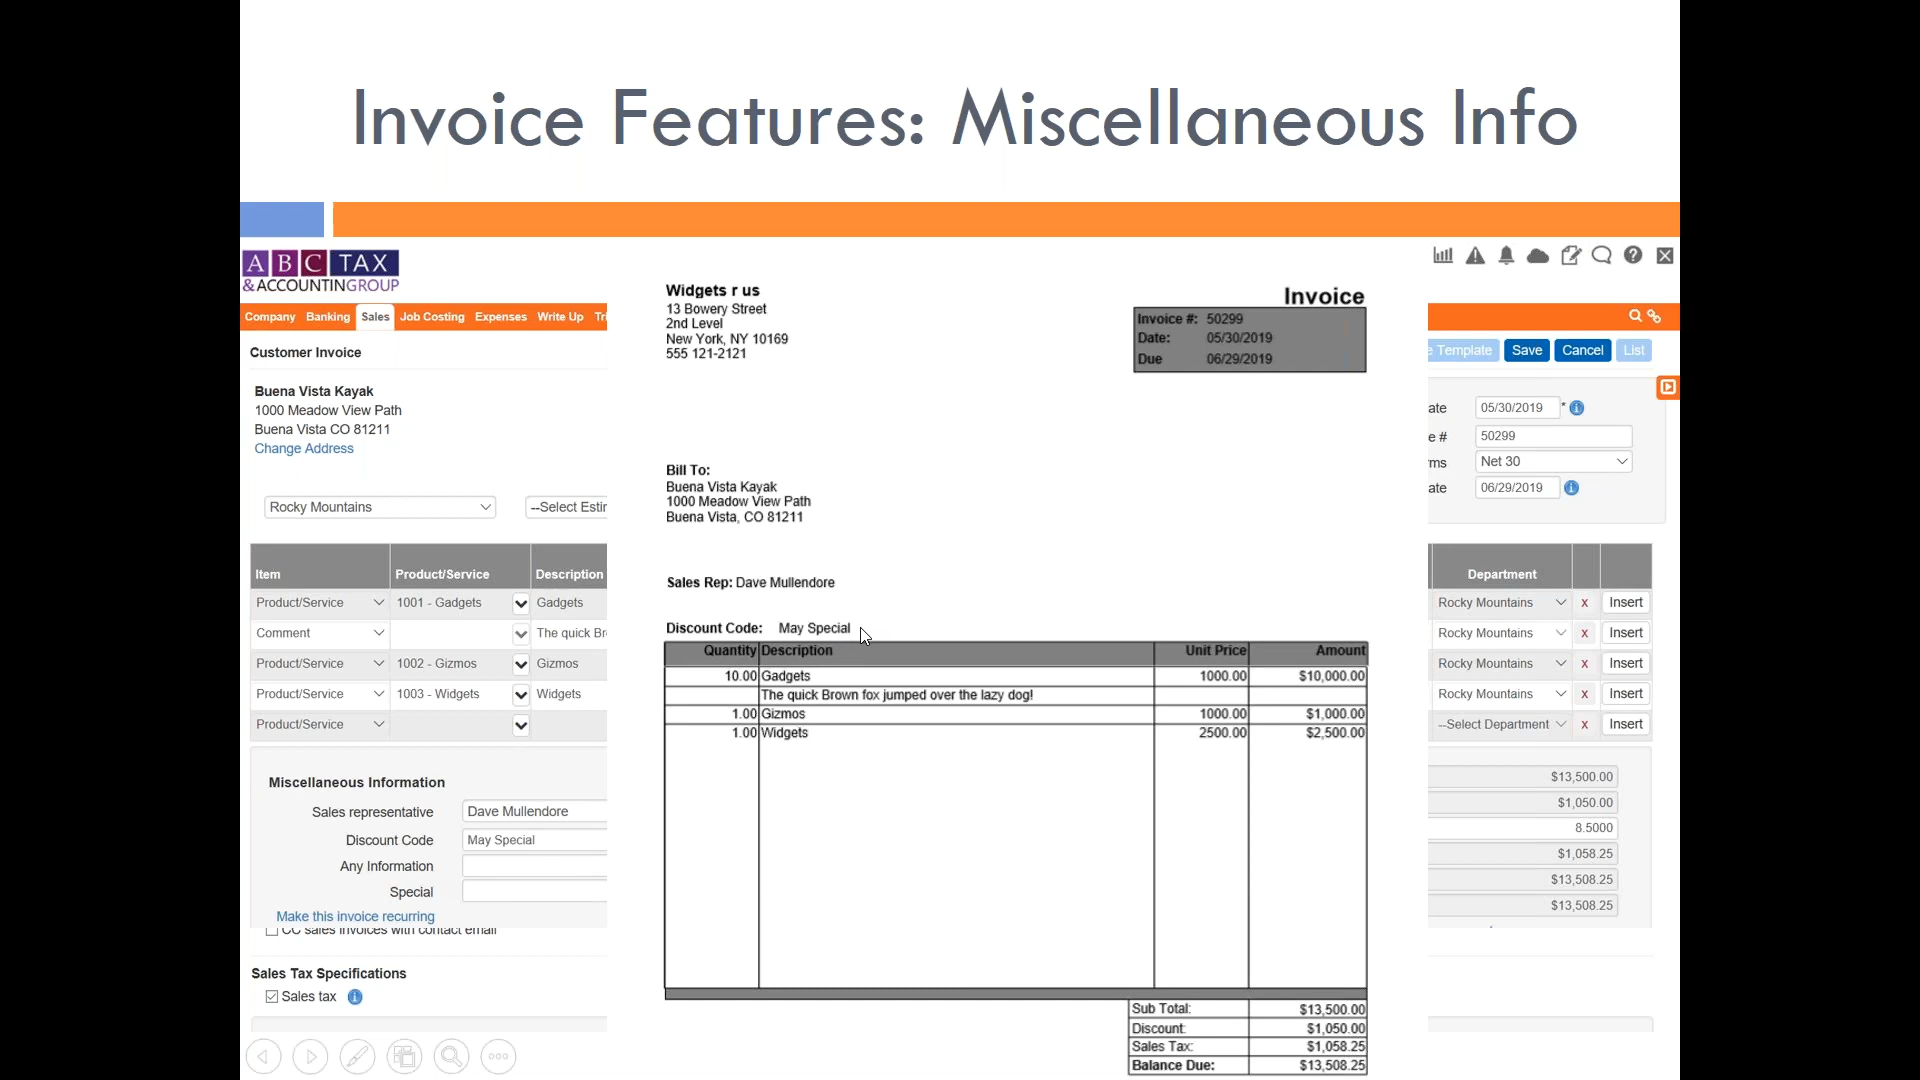 Invoice Features: Miscellaneous Info
ABC TAX
& ACCOUNTINGGROUP
Company Banking Sales Job Costing Expenses Write Up
Customer Invoice
Template Save Cancel List
Buena Vista Kayak
1000 Meadow View Path
Buena Vista CO 81211
Change Address
ate 05/30/2019 *
e # 50299
ms Net 30
ate 06/29/2019
Rocky Mountains --Select Estir
Item Product/Service Description Department
Product/Service 1001 - Gadgets Gadgets Rocky Mountains x Insert
Comment The quick Br Rocky Mountains x Insert
Product/Service 1002 - Gizmos Gizmos Rocky Mountains x Insert
Product/Service 1003 - Widgets Widgets Rocky Mountains x Insert
Product/Service --Select Department x Insert
Miscellaneous Information
Sales representative Dave Mullendore
Discount Code May Special
Any Information
Special
Make this invoice recurring
CC sales invoices with contact email
Sales Tax Specifications
Sales tax
$13,500.00
$1,050.00
8.5000
$1,058.25
$13,508.25
$13,508.25
Widgets r us
13 Bowery Street
2nd Level
New York, NY 10169
555 121-2121
Invoice
Invoice #: 50299
Date: 05/30/2019
Due 06/29/2019
Bill To:
Buena Vista Kayak
1000 Meadow View Path
Buena Vista, CO 81211
Sales Rep: Dave Mullendore
Discount Code: May Special
Quantity Description Unit Price Amount
10.00 Gadgets 1000.00 $10,000.00
The quick Brown fox jumped over the lazy dog!
1.00 Gizmos 1000.00 $1,000.00
1.00 Widgets 2500.00 $2,500.00
Sub Total: $13,500.00
Discount: $1,050.00
Sales Tax: $1,058.25
Balance Due: $13,508.25